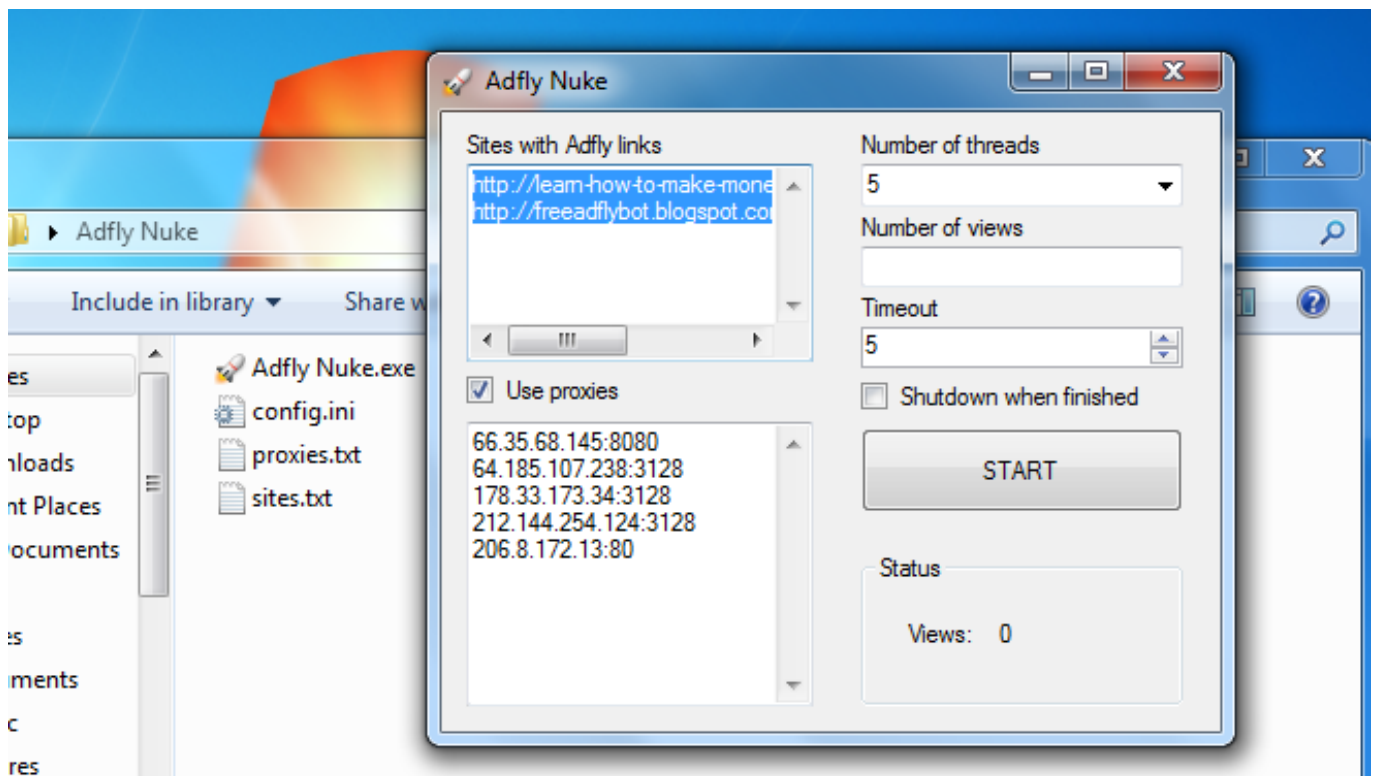 Adfly Nuke
Sites with Adfly links
http://learn-how-to-make-mone
http://freeadflybot.blogspot.co
Use proxies
66.35.68.145:8080
64.185.107.238:3128
178.33.173.34:3128
212.144.254.124:3128
206.8.172.13:80
Number of threads
5
Number of views
Timeout
5
Shutdown when finished
START
Status
Views: 0
Adfly Nuke
Include in library
Share w
es
top
nloads
nt Places
ocuments
es
ments
c
res
Adfly Nuke.exe
config.ini
proxies.txt
sites.txt